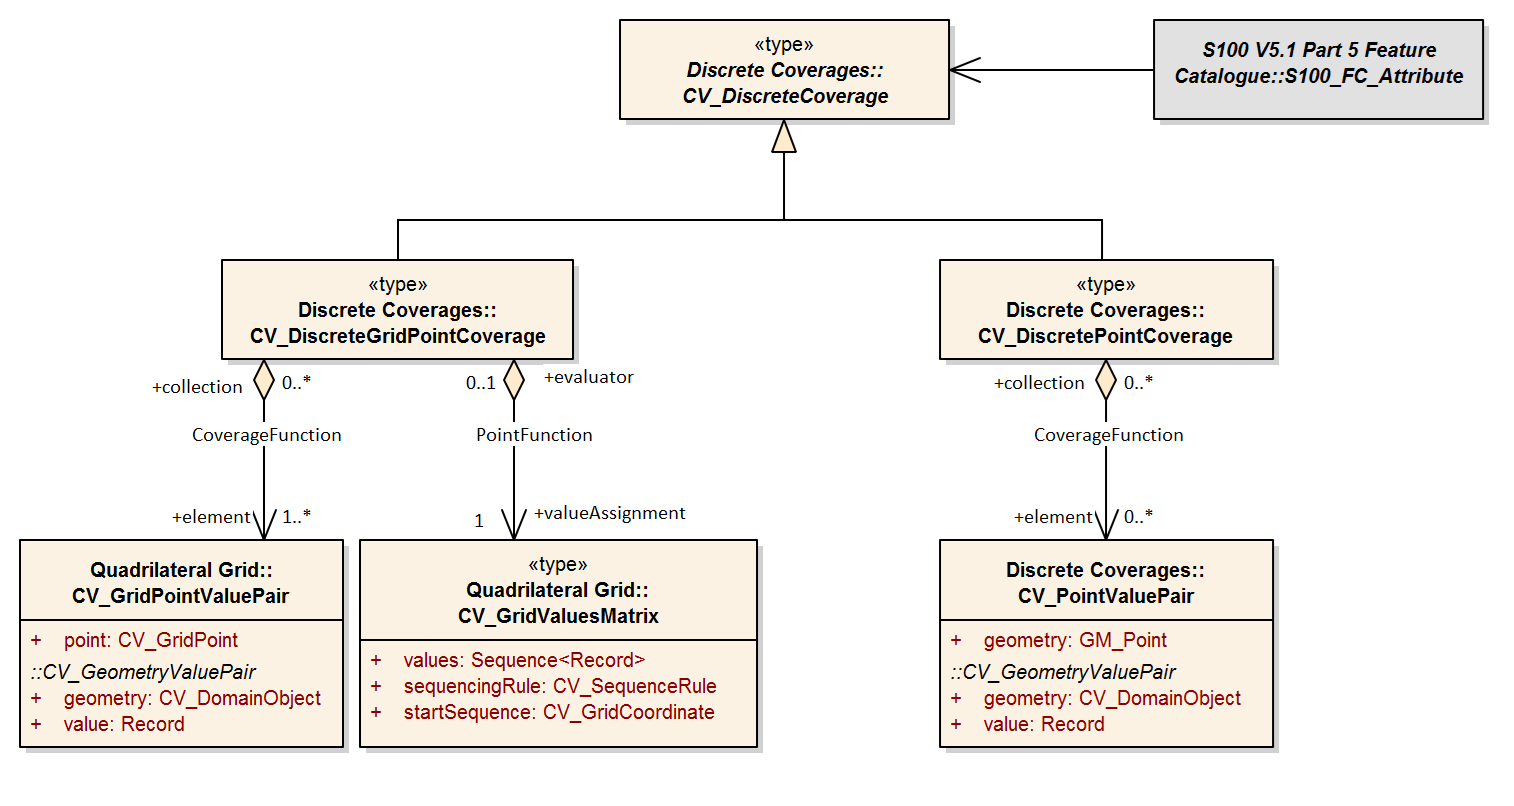 «type»
Discrete Coverages::
CV_DiscreteCoverage
S100 V5.1 Part 5 Feature
Catalogue::S100_FC_Attribute
«type»
Discrete Coverages::
CV_DiscreteGridPointCoverage
«type»
Discrete Coverages::
CV_DiscretePointCoverage
+collection
0..*
0..1
+evaluator
+collection
0..*
CoverageFunction
PointFunction
CoverageFunction
+element
1..*
1
+valueAssignment
+element
0..*
Quadrilateral Grid::
CV_GridPointValuePair
+ point: CV_GridPoint
::CV_GeometryValuePair
+ geometry: CV_DomainObject
+ value: Record
«type»
Quadrilateral Grid::
CV_GridValuesMatrix
+ values: Sequence<Record>
+ sequencingRule: CV_SequenceRule
+ startSequence: CV_GridCoordinate
Discrete Coverages::
CV_PointValuePair
+ geometry: GM_Point
::CV_GeometryValuePair
+ geometry: CV_DomainObject
+ value: Record